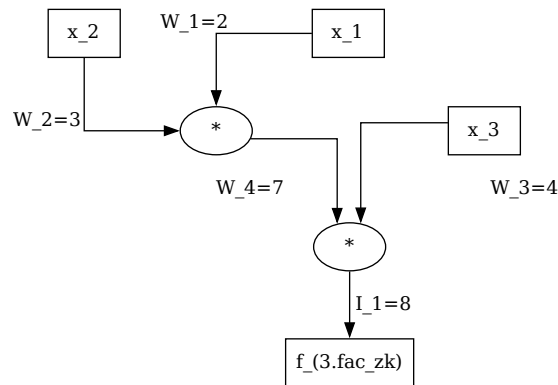 W_1=2
x_2
x_1
W_2=3
*
x_3
W_4=7
W_3=4
*
I_1=8
f_(3.fac_zk)